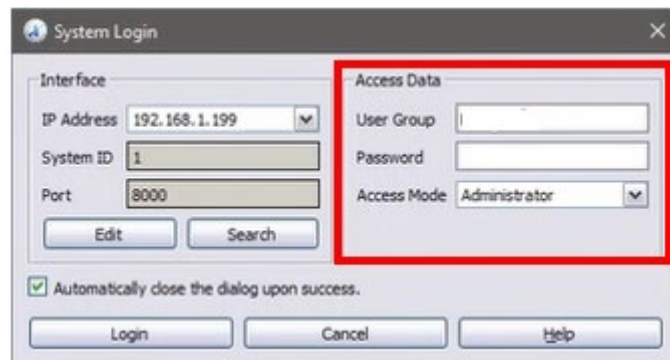 System Login
Interface
IP Address 192.168.1.199
System ID 1
Port 8000
Edit Search
Access Data
User Group
Password
Access Mode Administrator
Automatically close the dialog upon success.
Login Cancel Help